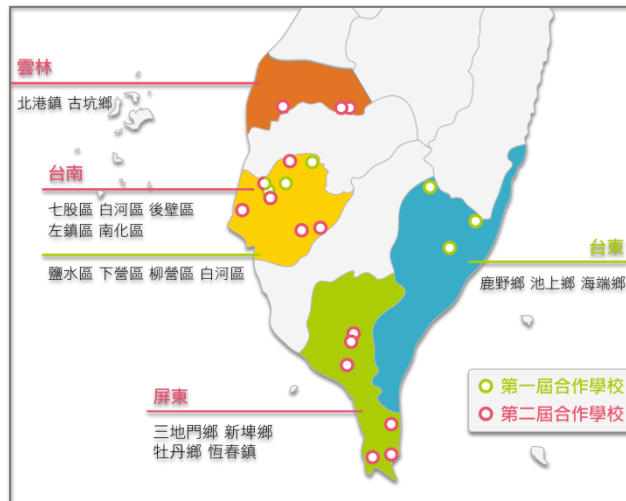 雲林
北港鎮 古坑鄉
台南
七股區 白河區 後壁區
左鎮區 南化區
鹽水區 下營區 柳營區 白河區
台東
鹿野鄉 池上鄉 海端鄉
屏東
三地門鄉 新埤鄉
牡丹鄉 恆春鎮
第一屆合作學校
第二屆合作學校